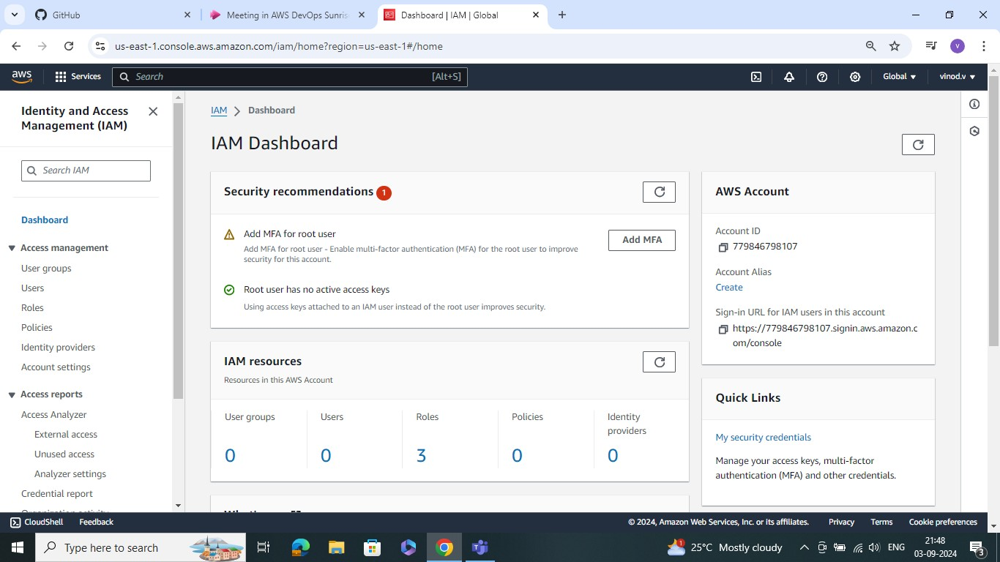 GitHub
Meeting in AWS DevOps Sunris
Dashboard | IAM | Global
us-east-1.console.aws.amazon.com/iam/home?region=us-east-1#/home
V
aws
Services
Search
[Alt+S]
Global
vinod.v
Identity and Access
Management (IAM)
Search IAM
Dashboard
Access management
User groups
Users
Roles
Policies
Identity providers
Account settings
Access reports
Access Analyzer
External access
Unused access
Analyzer settings
Credential report
IAM
Dashboard
IAM Dashboard
Security recommendations 1
Add MFA for root user
Add MFA for root user - Enable multi-factor authentication (MFA) for the root user to improve
security for this account.
Add MFA
Root user has no active access keys
Using access keys attached to an IAM user instead of the root user improves security.
IAM resources
Resources in this AWS Account
User groups
0
Users
0
Roles
3
Policies
0
Identity
providers
0
AWS Account
Account ID
779846798107
Account Alias
Create
Sign-in URL for IAM users in this account
https://779846798107.signin.aws.amazon.c
om/console
Quick Links
My security credentials
Manage your access keys, multi-factor
authentication (MFA) and other credentials.
CloudShell
Feedback
© 2024, Amazon Web Services, Inc. or its affiliates.
Privacy
Terms
Cookie preferences
Type here to search
1
25°C Mostly cloudy
ENG
21:48
03-09-2024
3